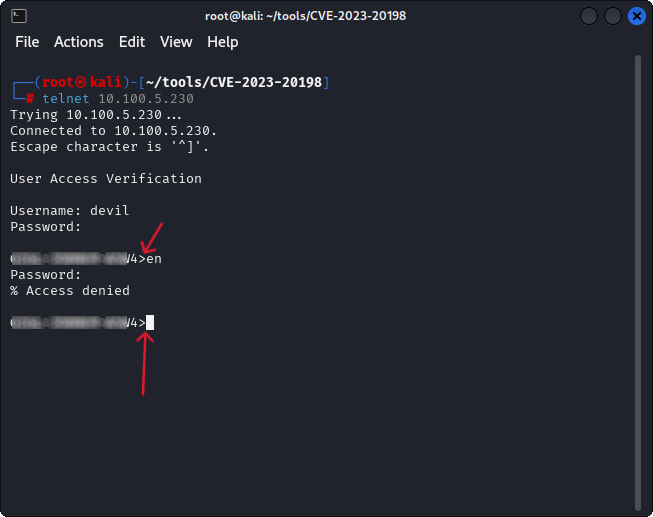 root@kali: ~/tools/CVE-2023-20198
File Actions Edit View Help
┌──(root㉿kali)-[~/tools/CVE-2023-20198]
└─# telnet 10.100.5.230
Trying 10.100.5.230...
Connected to 10.100.5.230.
Escape character is '^]'.
User Access Verification
Username: devil
Password:
4>en
Password:
% Access denied
4>